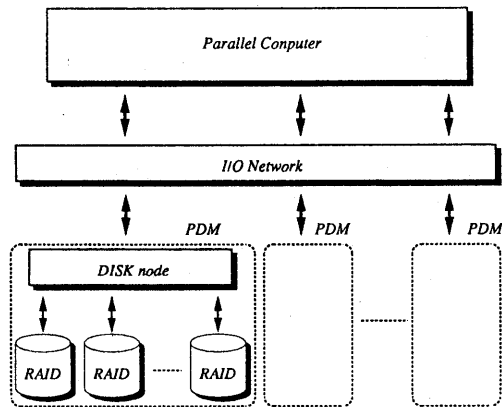 Parallel Conputer
I/O Network
PDM
PDM
PDM
DISK node
RAID
RAID
RAID